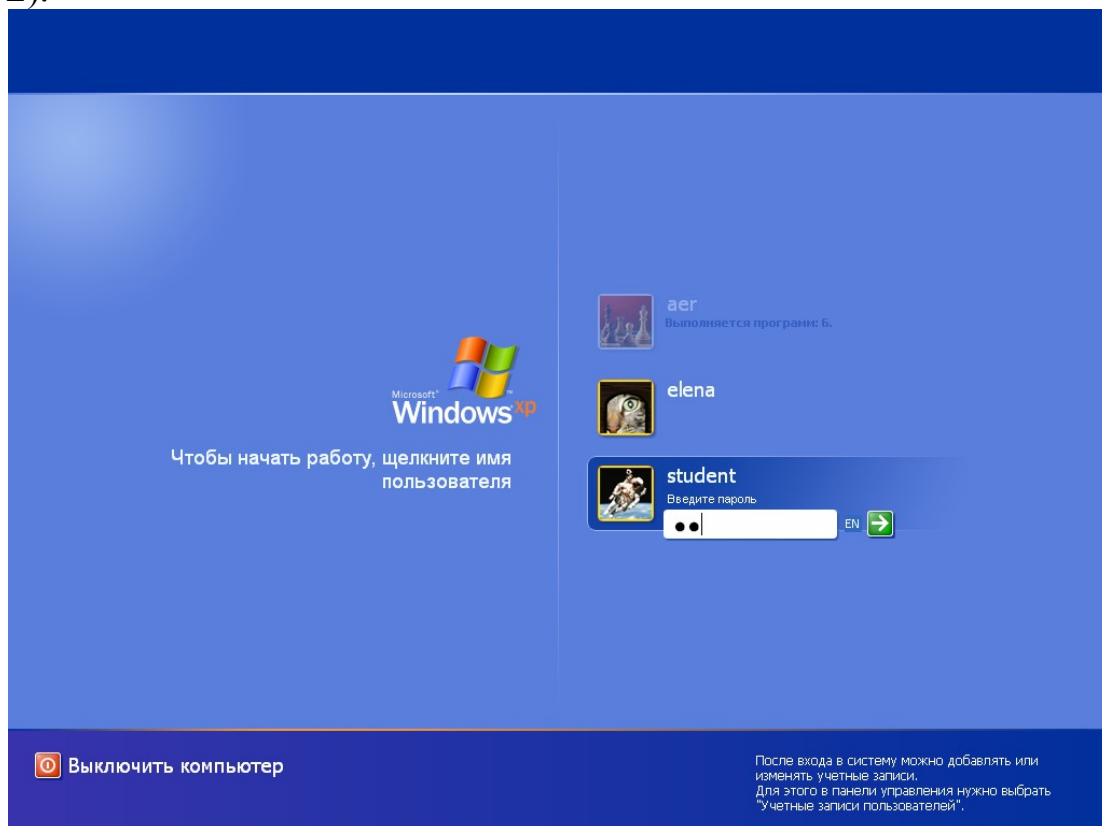 2).
aer
Выполняется программ: 6.
elena
Microsoft®
Windows xp
Чтобы начать работу, щелкните имя
пользователя
student
Введите пароль
EN
Выключить компьютер
После входа в систему можно добавлять или
изменять учетные записи.
Для этого в панели управления нужно выбрать
"Учетные записи пользователей".